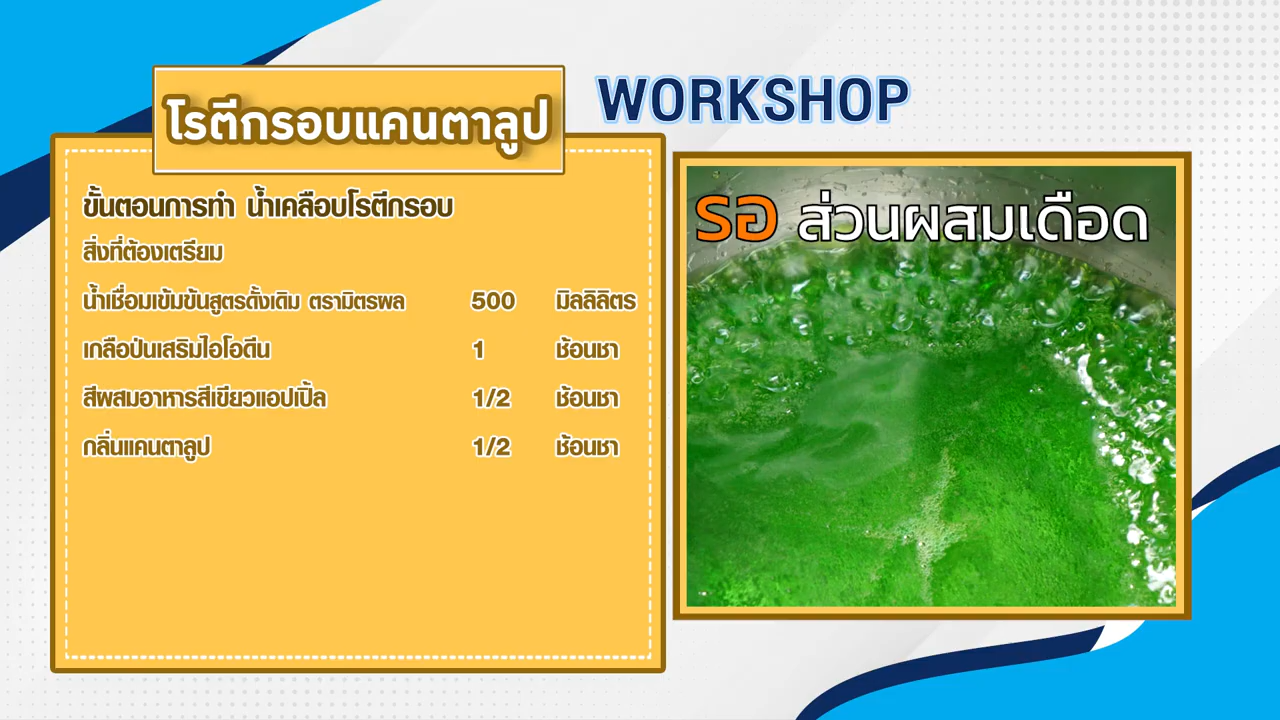 โรตีกรอบแคนตาลูป
WORKSHOP
ขั้นตอนการทำ น้ำเคลือบโรตีกรอบ
สิ่งที่ต้องเตรียม
น้ำเชื่อมเข้มข้นสูตรดั้งเดิม ตรามิตรผล 500 มิลลิลิตร
เกลือป่นเสริมไอโอดีน 1 ช้อนชา
สีผสมอาหารสีเขียวแอปเปิ้ล 1/2 ช้อนชา
กลิ่นแคนตาลูป 1/2 ช้อนชา
รอ ส่วนผสมเดือด